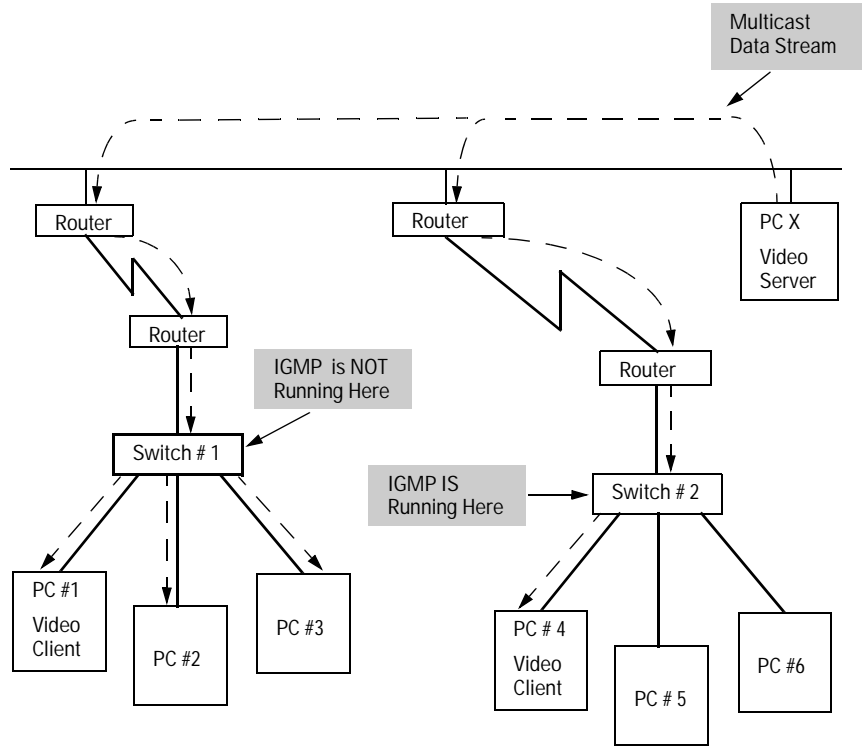 Multicast
Data Stream
Router
Router
PC X
Video
Server
Router
IGMP is NOT
Running Here
Router
Switch # 1
IGMP IS
Running Here
Switch # 2
PC #1
Video
Client
PC #2
PC #3
PC # 4
Video
Client
PC # 5
PC #6